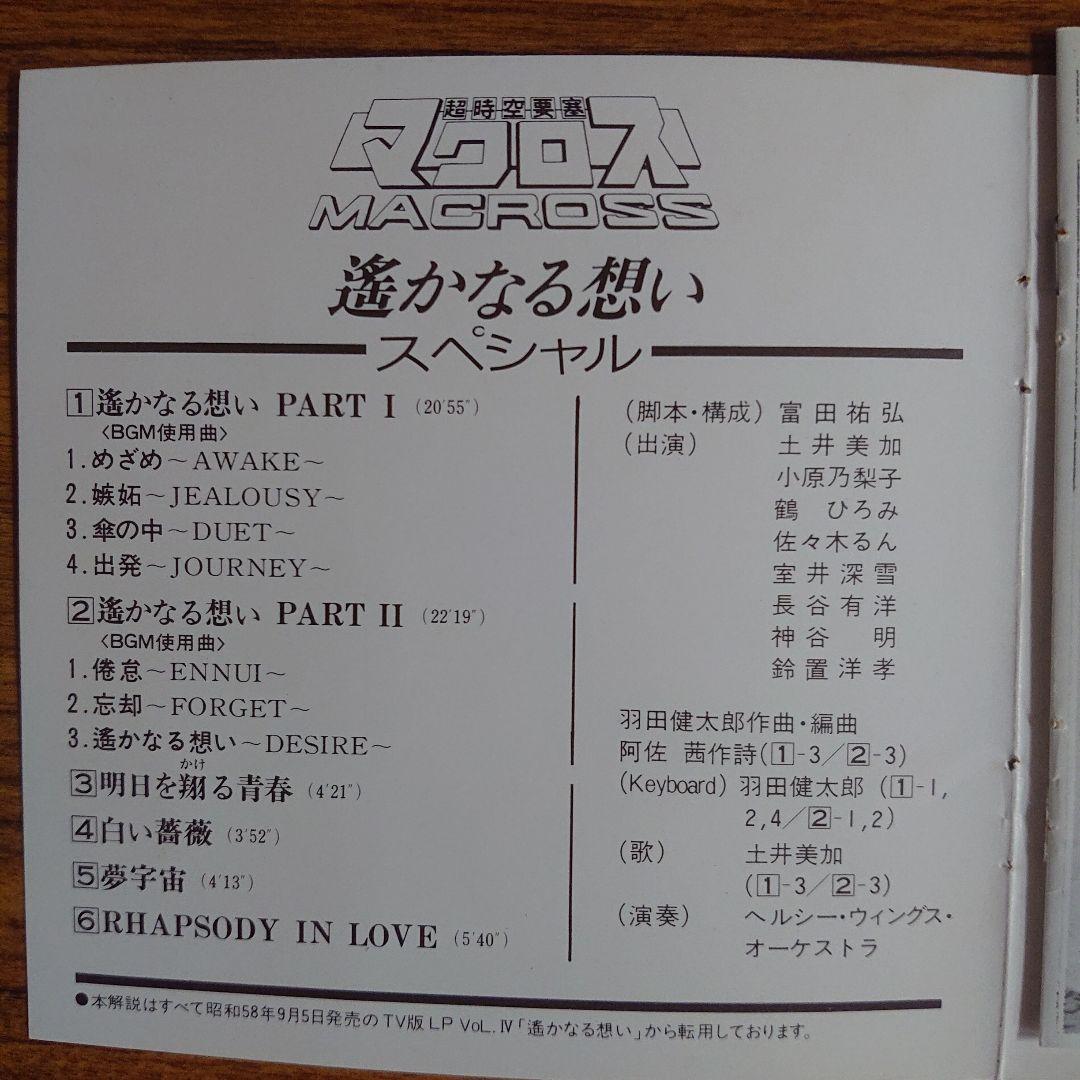 超時空要塞
マクロス
MACROSS
遙かなる想い
スペシャル
1 遙かなる想い PART I (20'55")
〈BGM使用曲〉
1.めざめ～AWAKE～
2.嫉妬～JEALOUSY～
3.傘の中～DUET～
4.出発～JOURNEY～
2 遙かなる想い PART II (22'19")
〈BGM使用曲〉
1.倦怠～ENNUI～
2.忘却～FORGET～
3.遙かなる想い～DESIRE～
かけ
3 明日を翔る青春 (4'21")
4 白い薔薇 (3'52")
5 夢宇宙 (4'13")
6 RHAPSODY IN LOVE (5'40")
(脚本・構成) 富田祐弘
(出演) 土井美加
小原乃梨子
鶴 ひろみ
佐々木るん
室井深雪
長谷有洋
神谷 明
鈴置洋孝
羽田健太郎作曲・編曲
阿佐 茜作詩(1-3／2-3)
(Keyboard) 羽田健太郎 (1-1,
2,4／2-1,2)
(歌) 土井美加
(1-3／2-3)
(演奏) ヘルシー・ウィングス・
オーケストラ
●本解説はすべて昭和58年9月5日発売の TV版 LP VoL. IV「遙かなる想い」から転用しております。